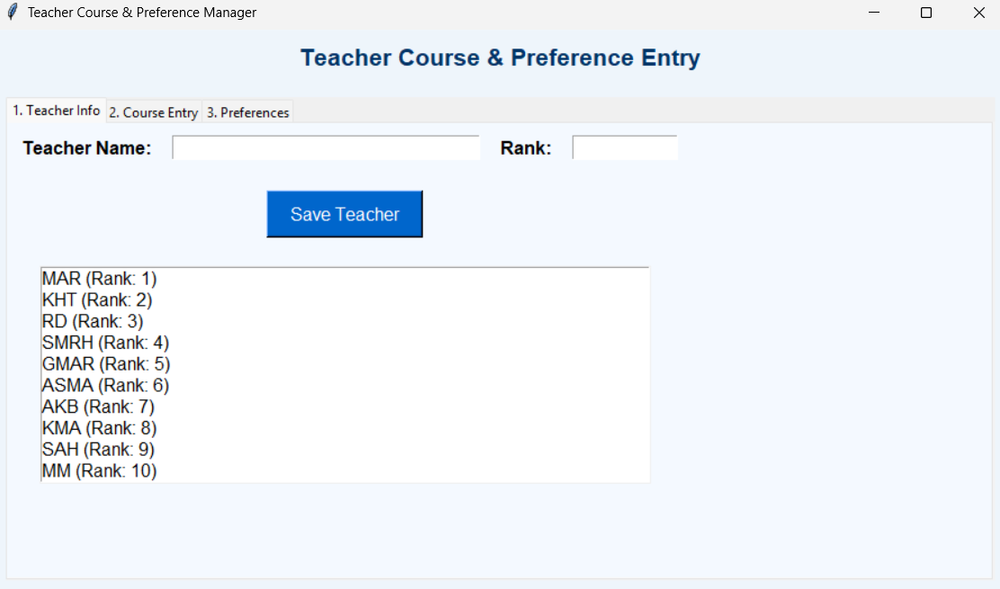 Teacher Course & Preference Manager
Teacher Course & Preference Entry
1. Teacher Info 2. Course Entry 3. Preferences
Teacher Name: Rank:
Save Teacher
MAR (Rank: 1)
KHT (Rank: 2)
RD (Rank: 3)
SMRH (Rank: 4)
GMAR (Rank: 5)
ASMA (Rank: 6)
AKB (Rank: 7)
KMA (Rank: 8)
SAH (Rank: 9)
MM (Rank: 10)